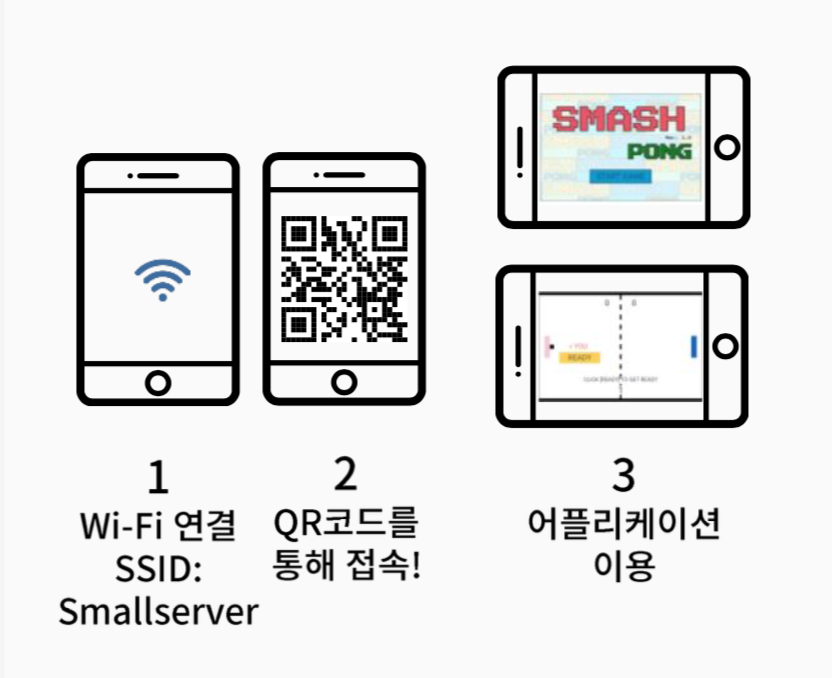 SMASH
PONG
START GAME
0 0
< YOU
READY
CLICK [READY] TO GET READY
1
Wi-Fi 연결
SSID:
Smallserver
2
QR코드를
통해 접속!
3
어플리케이션
이용